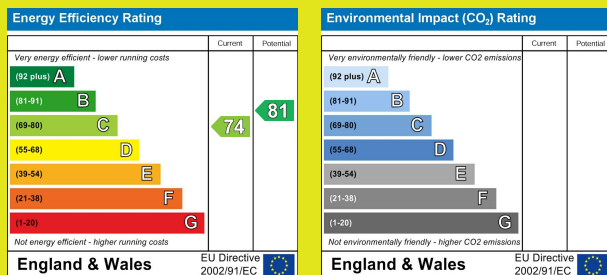 Energy Efficiency Rating
Current Potential
Very energy efficient - lower running costs
(92 plus) A
(81-91) B
(69-80) C
(55-68) D
(39-54) E
(21-38) F
(1-20) G
74
81
Not energy efficient - higher running costs
England & Wales
EU Directive
2002/91/EC
Environmental Impact (CO₂) Rating
Current Potential
Very environmentally friendly - lower CO2 emissions
(92 plus) A
(81-91) B
(69-80) C
(55-68) D
(39-54) E
(21-38) F
(1-20) G
Not environmentally friendly - higher CO2 emissions
England & Wales
EU Directive
2002/91/EC